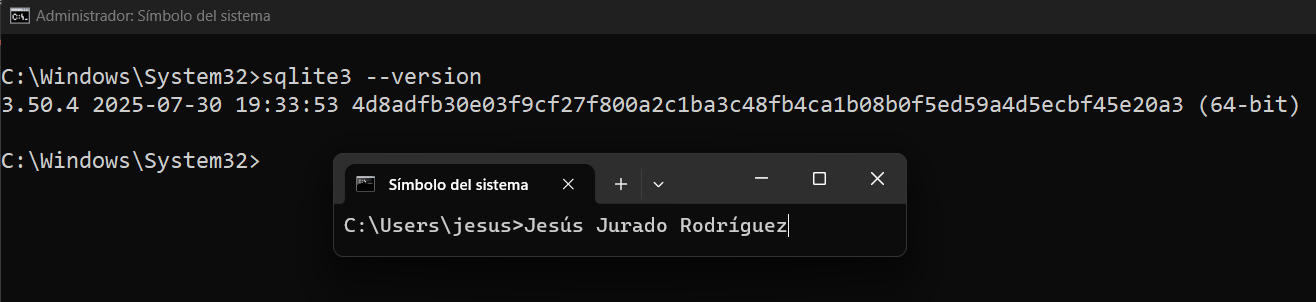 Administrador: Símbolo del sistema
C:\Windows\System32>sqlite3 --version
3.50.4 2025-07-30 19:33:53 4d8adfb30e03f9cf27f800a2c1ba3c48fb4ca1b08b0f5ed59a4d5ecbf45e20a3 (64-bit)
C:\Windows\System32>
Símbolo del sistema
C:\Users\jesus>Jesús Jurado Rodríguez